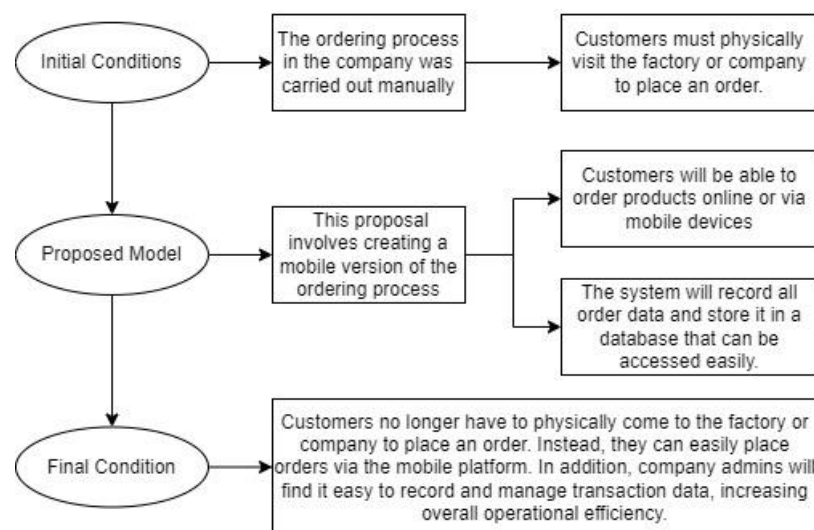 Initial Conditions
The ordering process
in the company was
carried out manually
Customers must physically
visit the factory or company
to place an order.
Proposed Model
This proposal
involves creating a
mobile version of the
ordering process
Customers will be able to
order products online or via
mobile devices
The system will record all
order data and store it in a
database that can be
accessed easily.
Final Condition
Customers no longer have to physically come to the factory or
company to place an order. Instead, they can easily place
orders via the mobile platform. In addition, company admins will
find it easy to record and manage transaction data, increasing
overall operational efficiency.